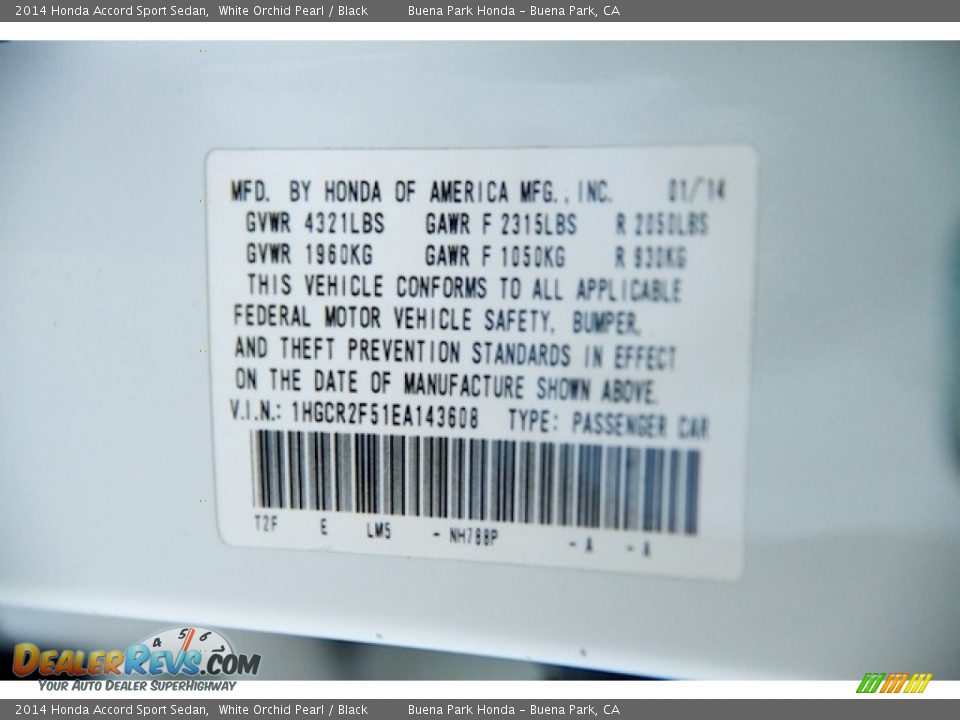 2014 Honda Accord Sport Sedan, White Orchid Pearl / Black Buena Park Honda - Buena Park, CA
MFD. BY HONDA OF AMERICA MFG., INC. 01/'14
GVWR 4321LBS GAWR F 2315LBS R 2050LBS
GVWR 1960KG GAWR F 1050KG R 930KG
THIS VEHICLE CONFORMS TO ALL APPLICABLE
FEDERAL MOTOR VEHICLE SAFETY, BUMPER,
AND THEFT PREVENTION STANDARDS IN EFFECT
ON THE DATE OF MANUFACTURE SHOWN ABOVE.
V.I.N.: 1HGCR2F51EA143608 TYPE: PASSENGER CAR
T2F E LM5 - NH788P - A - A
4 5 6
DEALERREVS.COM
YOUR AUTO DEALER SUPERHIGHWAY
2014 Honda Accord Sport Sedan, White Orchid Pearl / Black Buena Park Honda - Buena Park, CA